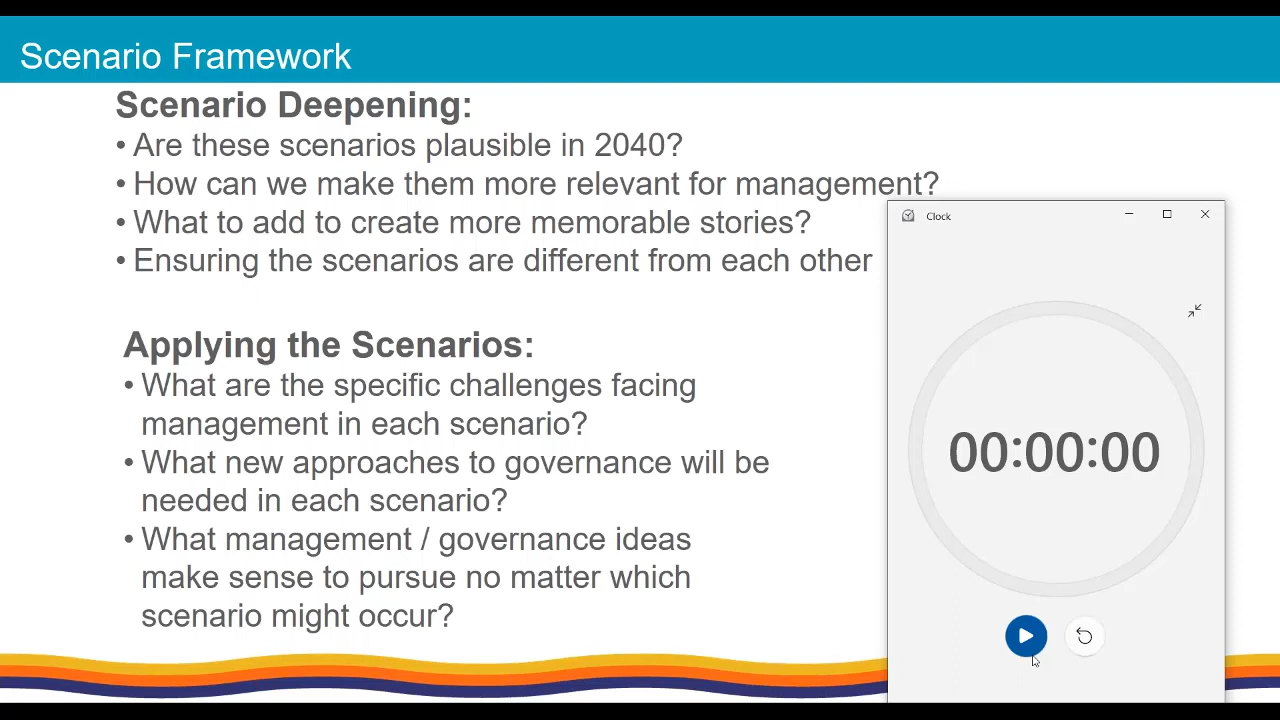 Scenario Framework
Scenario Deepening:
• Are these scenarios plausible in 2040?
• How can we make them more relevant for management?
• What to add to create more memorable stories?
• Ensuring the scenarios are different from each other
Applying the Scenarios:
• What are the specific challenges facing
management in each scenario?
• What new approaches to governance will be
needed in each scenario?
• What management / governance ideas
make sense to pursue no matter which
scenario might occur?
Clock
00:00:00